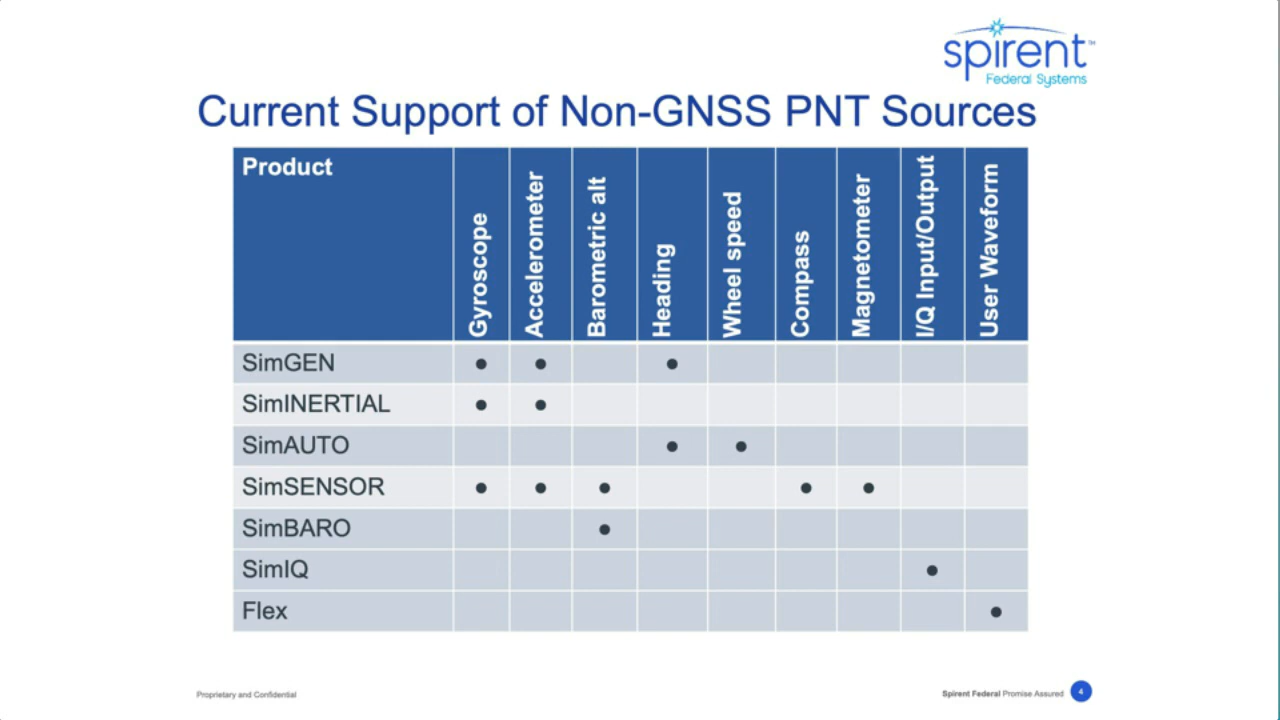 spirent™
Federal Systems
Current Support of Non-GNSS PNT Sources
Product
Gyroscope
Accelerometer
Barometric alt
Heading
Wheel speed
Compass
Magnetometer
I/Q Input/Output
User Waveform
SimGEN ● ● ●
SimINERTIAL ● ●
SimAUTO ● ●
SimSENSOR ● ● ● ● ●
SimBARO ●
SimIQ ●
Flex ●
Proprietary and Confidential
Spirent Federal Promise Assured 4